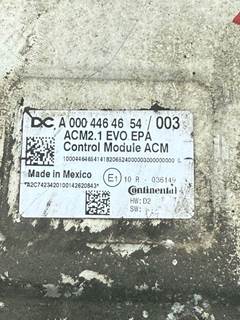 DC A 000 446 46 54 / 003
ACM2.1 EVO EPA
Control Module ACM
Made in Mexico
E1 10 R - 036149
*A2C7423420100142620843*
Continental
HW: D2
SW: